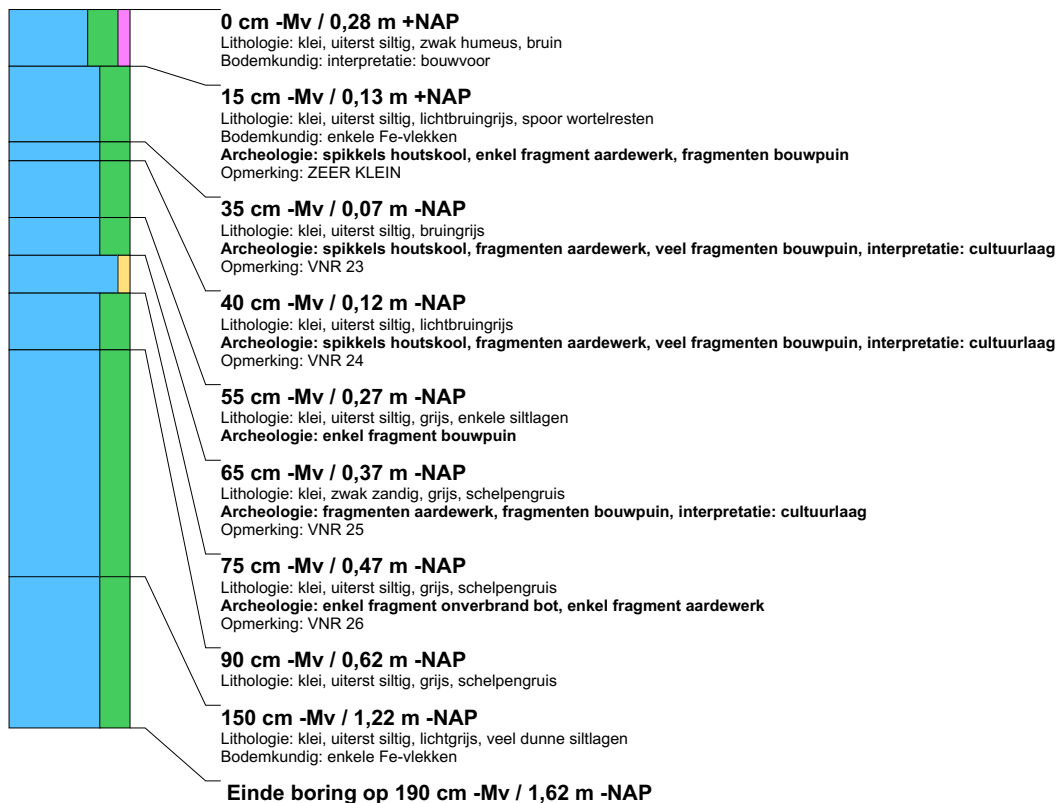 0 cm -Mv / 0,28 m +NAP
Lithologie: klei, uiterst siltig, zwak humeus, bruin
Bodemkundig: interpretatie: bouwvoor
15 cm -Mv / 0,13 m +NAP
Lithologie: klei, uiterst siltig, lichtbruingrijs, spoor wortelresten
Bodemkundig: enkele Fe-vlekken
Archeologie: spikkels houtskool, enkel fragment aardewerk, fragmenten bouwpuin
Opmerking: ZEER KLEIN
35 cm -Mv / 0,07 m -NAP
Lithologie: klei, uiterst siltig, bruingrijs
Archeologie: spikkels houtskool, fragmenten aardewerk, veel fragmenten bouwpuin, interpretatie: cultuurlaag
Opmerking: VNR 23
40 cm -Mv / 0,12 m -NAP
Lithologie: klei, uiterst siltig, lichtbruingrijs
Archeologie: spikkels houtskool, fragmenten aardewerk, veel fragmenten bouwpuin, interpretatie: cultuurlaag
Opmerking: VNR 24
55 cm -Mv / 0,27 m -NAP
Lithologie: klei, uiterst siltig, grijs, enkele siltlagen
Archeologie: enkel fragment bouwpuin
65 cm -Mv / 0,37 m -NAP
Lithologie: klei, zwak zandig, grijs, schelpengruis
Archeologie: fragmenten aardewerk, fragmenten bouwpuin, interpretatie: cultuurlaag
Opmerking: VNR 25
75 cm -Mv / 0,47 m -NAP
Lithologie: klei, uiterst siltig, grijs, schelpengruis
Archeologie: enkel fragment onverbrand bot, enkel fragment aardewerk
Opmerking: VNR 26
90 cm -Mv / 0,62 m -NAP
Lithologie: klei, uiterst siltig, grijs, schelpengruis
150 cm -Mv / 1,22 m -NAP
Lithologie: klei, uiterst siltig, lichtgrijs, veel dunne siltlagen
Bodemkundig: enkele Fe-vlekken
Einde boring op 190 cm -Mv / 1,62 m -NAP